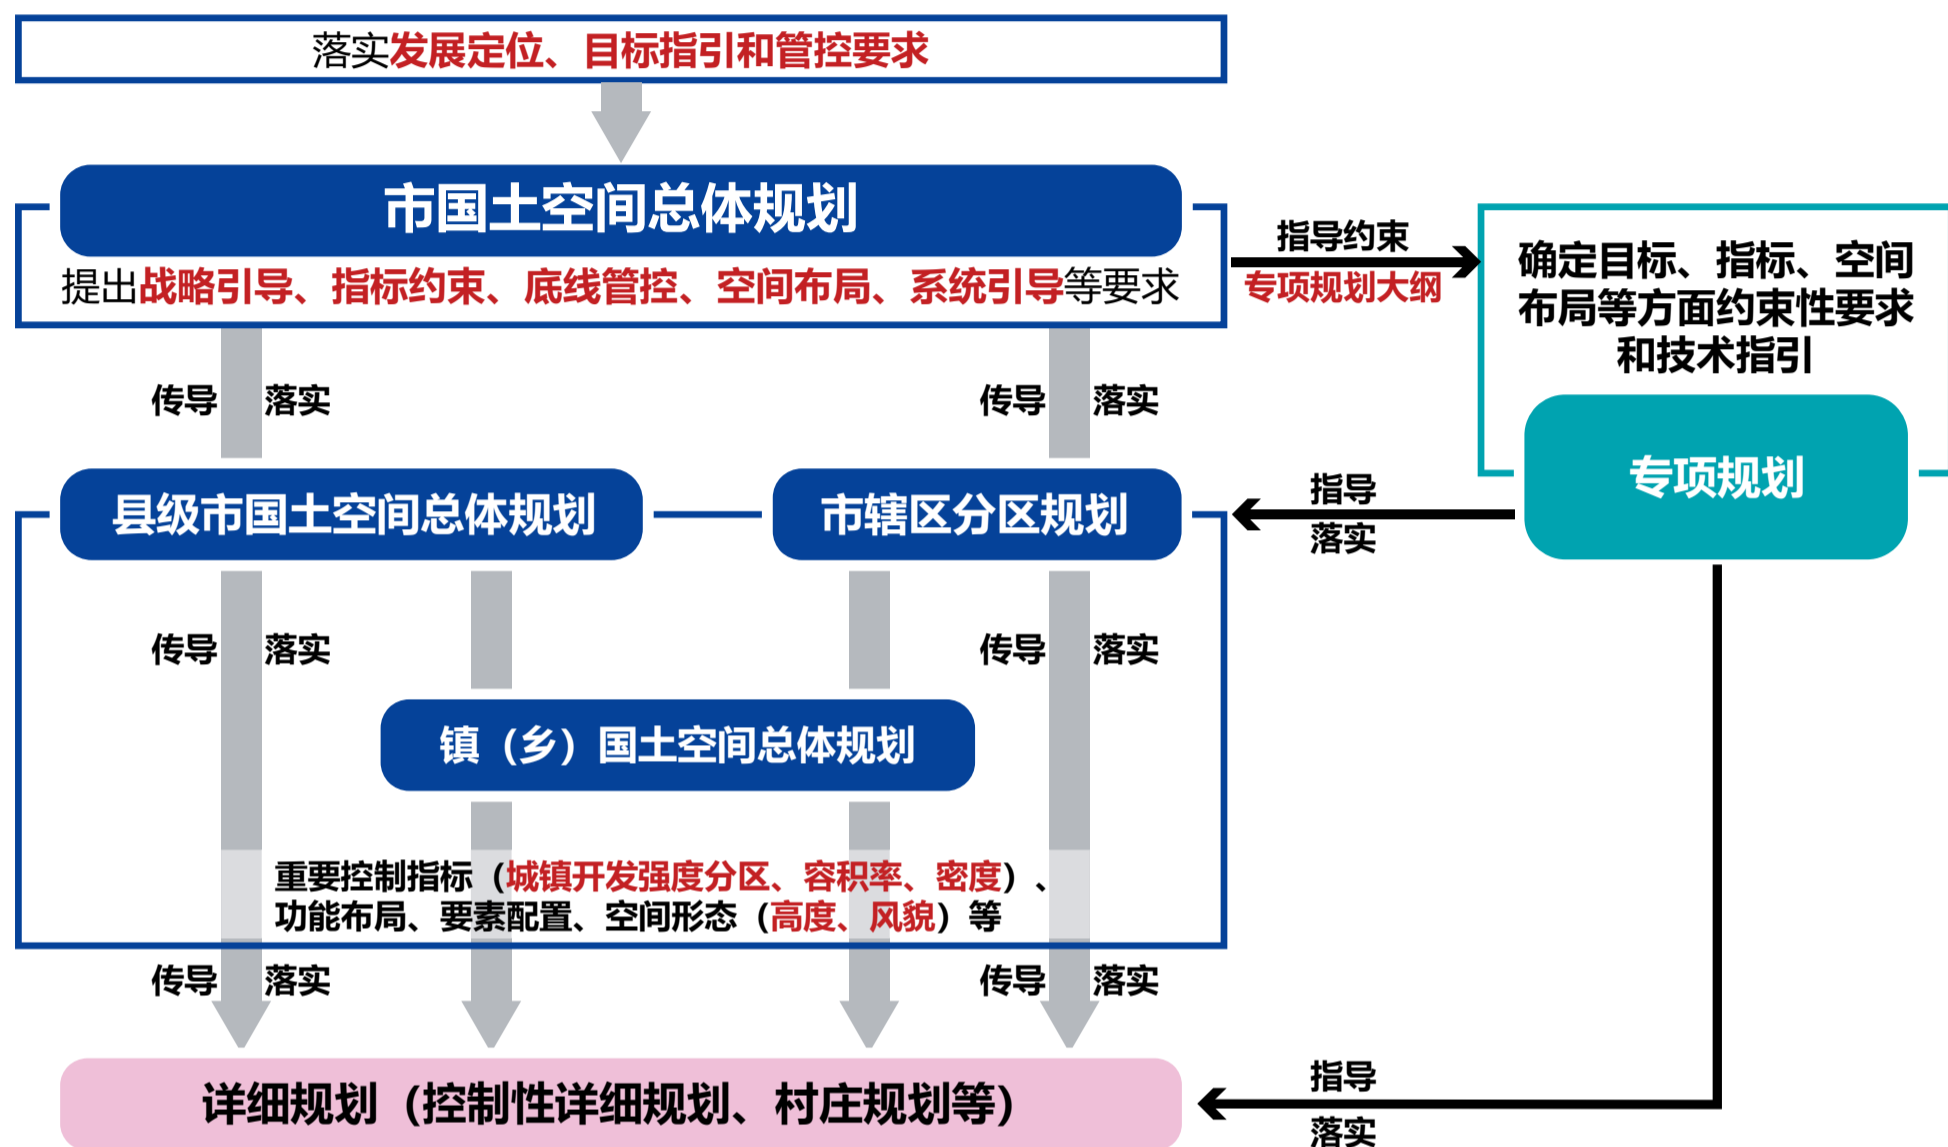 落实发展定位、目标指引和管控要求
市国土空间总体规划
提出战略引导、指标约束、底线管控、空间布局、系统引导等要求
指导约束
专项规划大纲
确定目标、指标、空间
布局等方面约束性要求
和技术指引
专项规划
传导 落实
传导 落实
县级市国土空间总体规划
市辖区分区规划
指导
落实
传导 落实
传导 落实
镇（乡）国土空间总体规划
重要控制指标（城镇开发强度分区、容积率、密度）、
功能布局、要素配置、空间形态（高度、风貌）等
传导 落实
传导 落实
详细规划（控制性详细规划、村庄规划等）
指导
落实